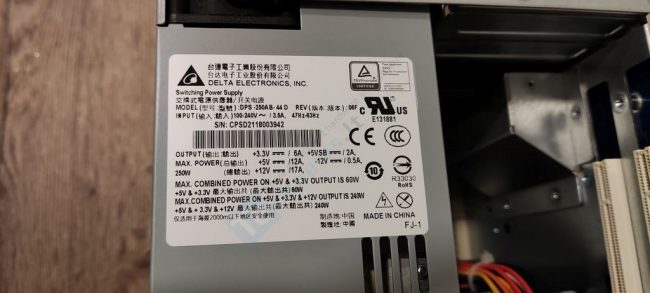 台達電子工業股份有限公司
台达电子工业股份有限公司
DELTA ELECTRONICS, INC.
Switching Power Supply
交換式電源供應器/开关电源
MODEL(型号/型號): DPS-250AB-44 D REV(版本/版本): 06F
INPUT(输入/輸入)100-240V~/3.5A, 47Hz-63Hz
S/N: CPSD2118003942
OUTPUT(输出/輸出) +3.3V⎓/6A, +5VSB⎓/2A,
MAX. POWER(总输/ +5V⎓/12A, -12V⎓/0.5A,
250W 總輸出) +12V⎓/17A,
MAX.COMBINED POWER ON +5V & +3.3V OUTPUT IS 60W
+5V & +3.3V 最大输出共(最大輸出共) 60W
MAX.COMBINED POWER ON +5V & +3.3V & +12V OUTPUT IS 240W
+5V & +3.3V +12V 最大输出共(最大輸出共) 240W
仅适用于海拔2000m以下地区安全使用
制造地: 中国
製造地: 中國
TÜVRheinland
c UL US
E131881
CCC
10
R33030
RoHS
MADE IN CHINA
FJ-1